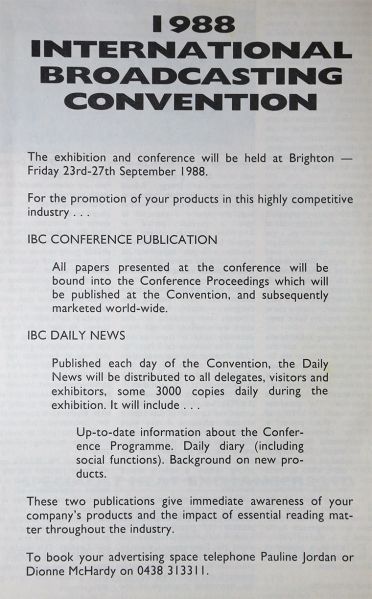 1988
INTERNATIONAL
BROADCASTING
CONVENTION
The exhibition and conference will be held at Brighton —
Friday 23rd-27th September 1988.
For the promotion of your products in this highly competitive
industry . . .
IBC CONFERENCE PUBLICATION
All papers presented at the conference will be
bound into the Conference Proceedings which will
be published at the Convention, and subsequently
marketed world-wide.
IBC DAILY NEWS
Published each day of the Convention, the Daily
News will be distributed to all delegates, visitors and
exhibitors, some 3000 copies daily during the
exhibition. It will include . . .
Up-to-date information about the Confer-
ence Programme. Daily diary (including
social functions). Background on new pro-
ducts.
These two publications give immediate awareness of your
company's products and the impact of essential reading mat-
ter throughout the industry.
To book your advertising space telephone Pauline Jordan or
Dionne McHardy on 0438 313311.